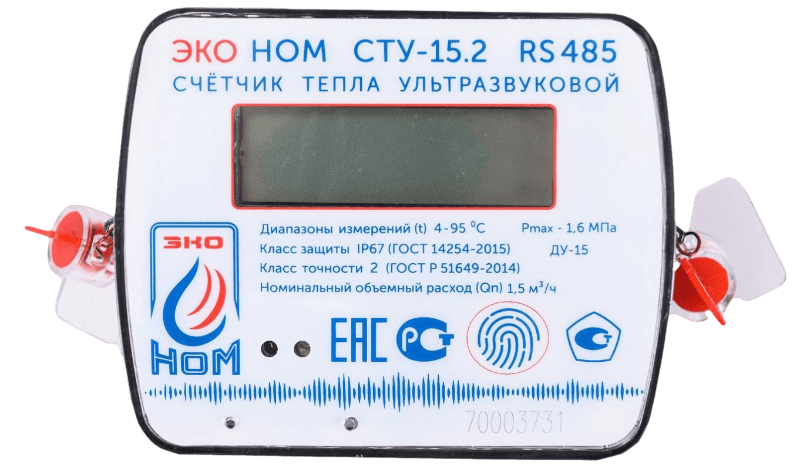 ЭКО НОМ СТУ-15.2 RS485
СЧЁТЧИК ТЕПЛА УЛЬТРАЗВУКОВОЙ
Диапазоны измерений (t) 4-95 ⁰С Pmax - 1,6 МПа
Класс защиты IP67 (ГОСТ 14254-2015) ДУ-15
Класс точности 2 (ГОСТ Р 51649-2014)
Номинальный объемный расход (Qn) 1,5 м³/ч
ЭКО
НОМ
ЕАС РСТ
70003731